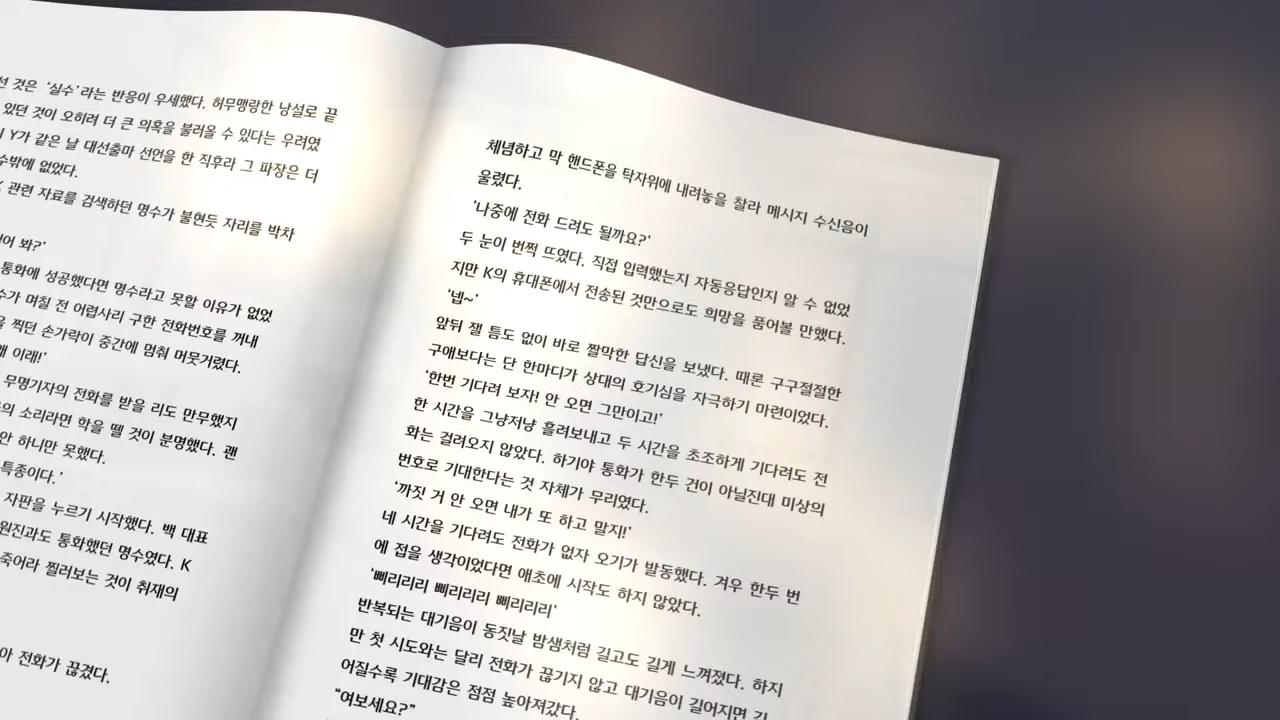 것은 '실수'라는 반응이 우세했다. 허무맹랑한 낭설로 끝
있던 것이 오히려 더 큰 의혹을 불러올 수 있다는 우려였
Y가 같은 날 대선출마 선언을 한 직후라 그 파장은 더
수밖에 없었다.
관련 자료를 검색하던 명수가 불현듯 자리를 박차
봐?'
통화에 성공했다면 명수라고 못할 이유가 없었
며칠 전 어렵사리 구한 전화번호를 꺼내
찍던 손가락이 중간에 멈춰 머뭇거렸다.
이래!'
무명기자의 전화를 받을 리도 만무했지
소리라면 학을 뗄 것이 분명했다. 괜
안 하니만 못했다.
특종이다.'
자판을 누르기 시작했다. 백 대표
통화했던 명수였다. K
죽어라 찔러보는 것이 취재의
전화가 끊겼다.
체념하고 막 핸드폰을 탁자위에 내려놓을 찰라 메시지 수신음이
울렸다.
'나중에 전화 드려도 될까요?'
두 눈이 번쩍 뜨였다. 직접 입력했는지 자동응답인지 알 수 없었
지만 K의 휴대폰에서 전송된 것만으로도 희망을 품어볼 만했다.
'넵~'
앞뒤 잴 틈도 없이 바로 짤막한 답신을 보냈다. 때론 구구절절한
구애보다는 단 한마디가 상대의 호기심을 자극하기 마련이었다.
'한번 기다려 보자! 안 오면 그만이고!'
한 시간을 그냥저냥 흘려보내고 두 시간을 초조하게 기다려도 전
화는 걸려오지 않았다. 하기야 통화가 한두 건이 아닐진대 미상의
번호로 기대한다는 것 자체가 무리였다.
'까짓 거 안 오면 내가 또 하고 말지!'
네 시간을 기다려도 전화가 없자 오기가 발동했다. 겨우 한두 번
에 접을 생각이었다면 애초에 시작도 하지 않았다.
'삐리리리 삐리리리 삐리리리'
반복되는 대기음이 동짓날 밤샘처럼 길고도 길게 느껴졌다. 하지
만 첫 시도와는 달리 전화가 끊기지 않고 대기음이 길어지면 길
어질수록 기대감은 점점 높아져갔다.
"여보세요?"